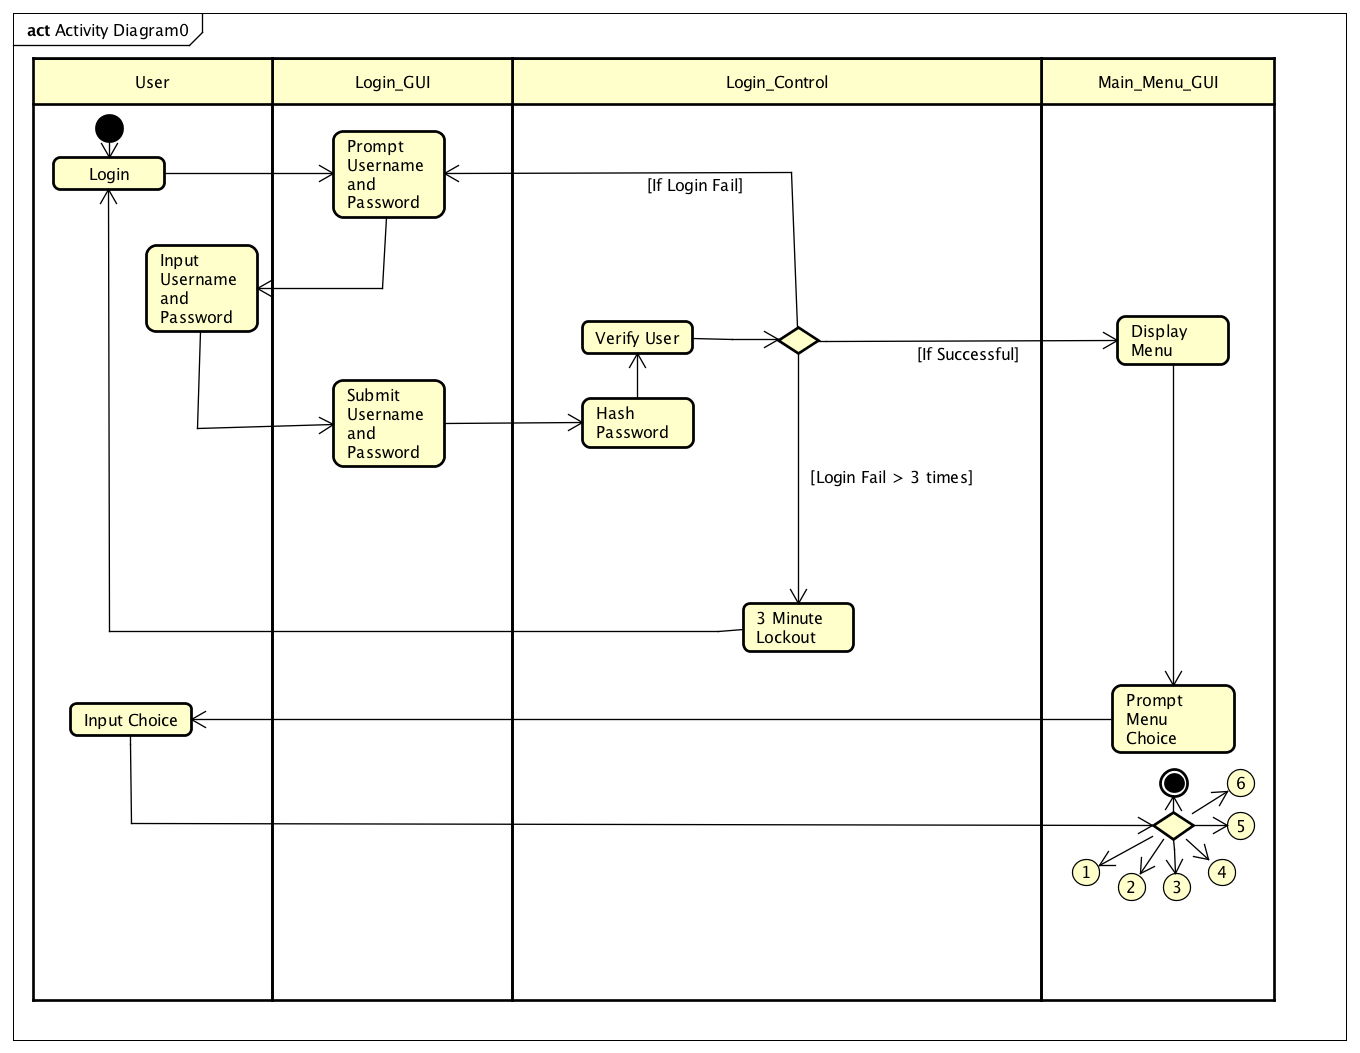 act Activity Diagram0
User
Login_GUI
Login_Control
Main_Menu_GUI
Login
Prompt
Username
and
Password
[If Login Fail]
Input
Username
and
Password
Verify User
[If Successful]
Display
Menu
Submit
Username
and
Password
Hash
Password
[Login Fail > 3 times]
3 Minute
Lockout
Input Choice
Prompt
Menu
Choice
6
5
1
2
3
4